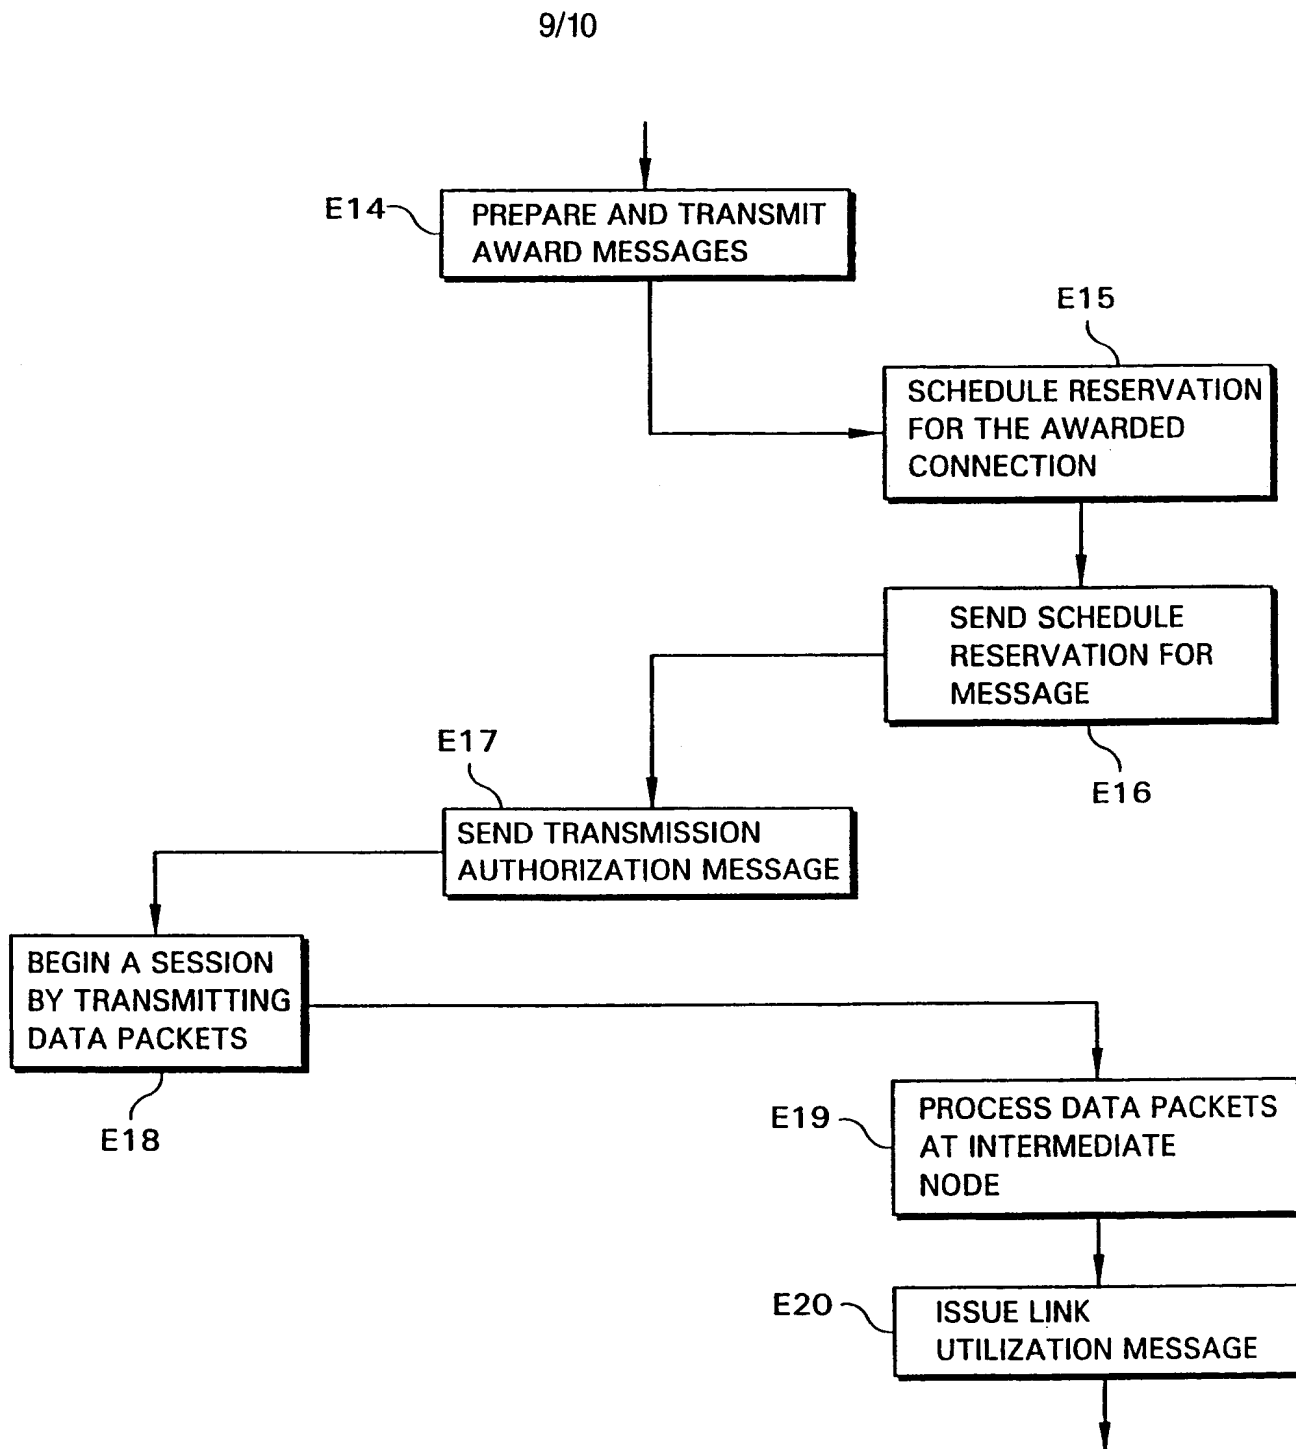 9/10
E14
PREPARE AND TRANSMIT
AWARD MESSAGES
E15
SCHEDULE RESERVATION
FOR THE AWARDED
CONNECTION
SEND SCHEDULE
RESERVATION FOR
MESSAGE
E16
E17
SEND TRANSMISSION
AUTHORIZATION MESSAGE
BEGIN A SESSION
BY TRANSMITTING
DATA PACKETS
E18
E19
PROCESS DATA PACKETS
AT INTERMEDIATE
NODE
E20
ISSUE LINK
UTILIZATION MESSAGE